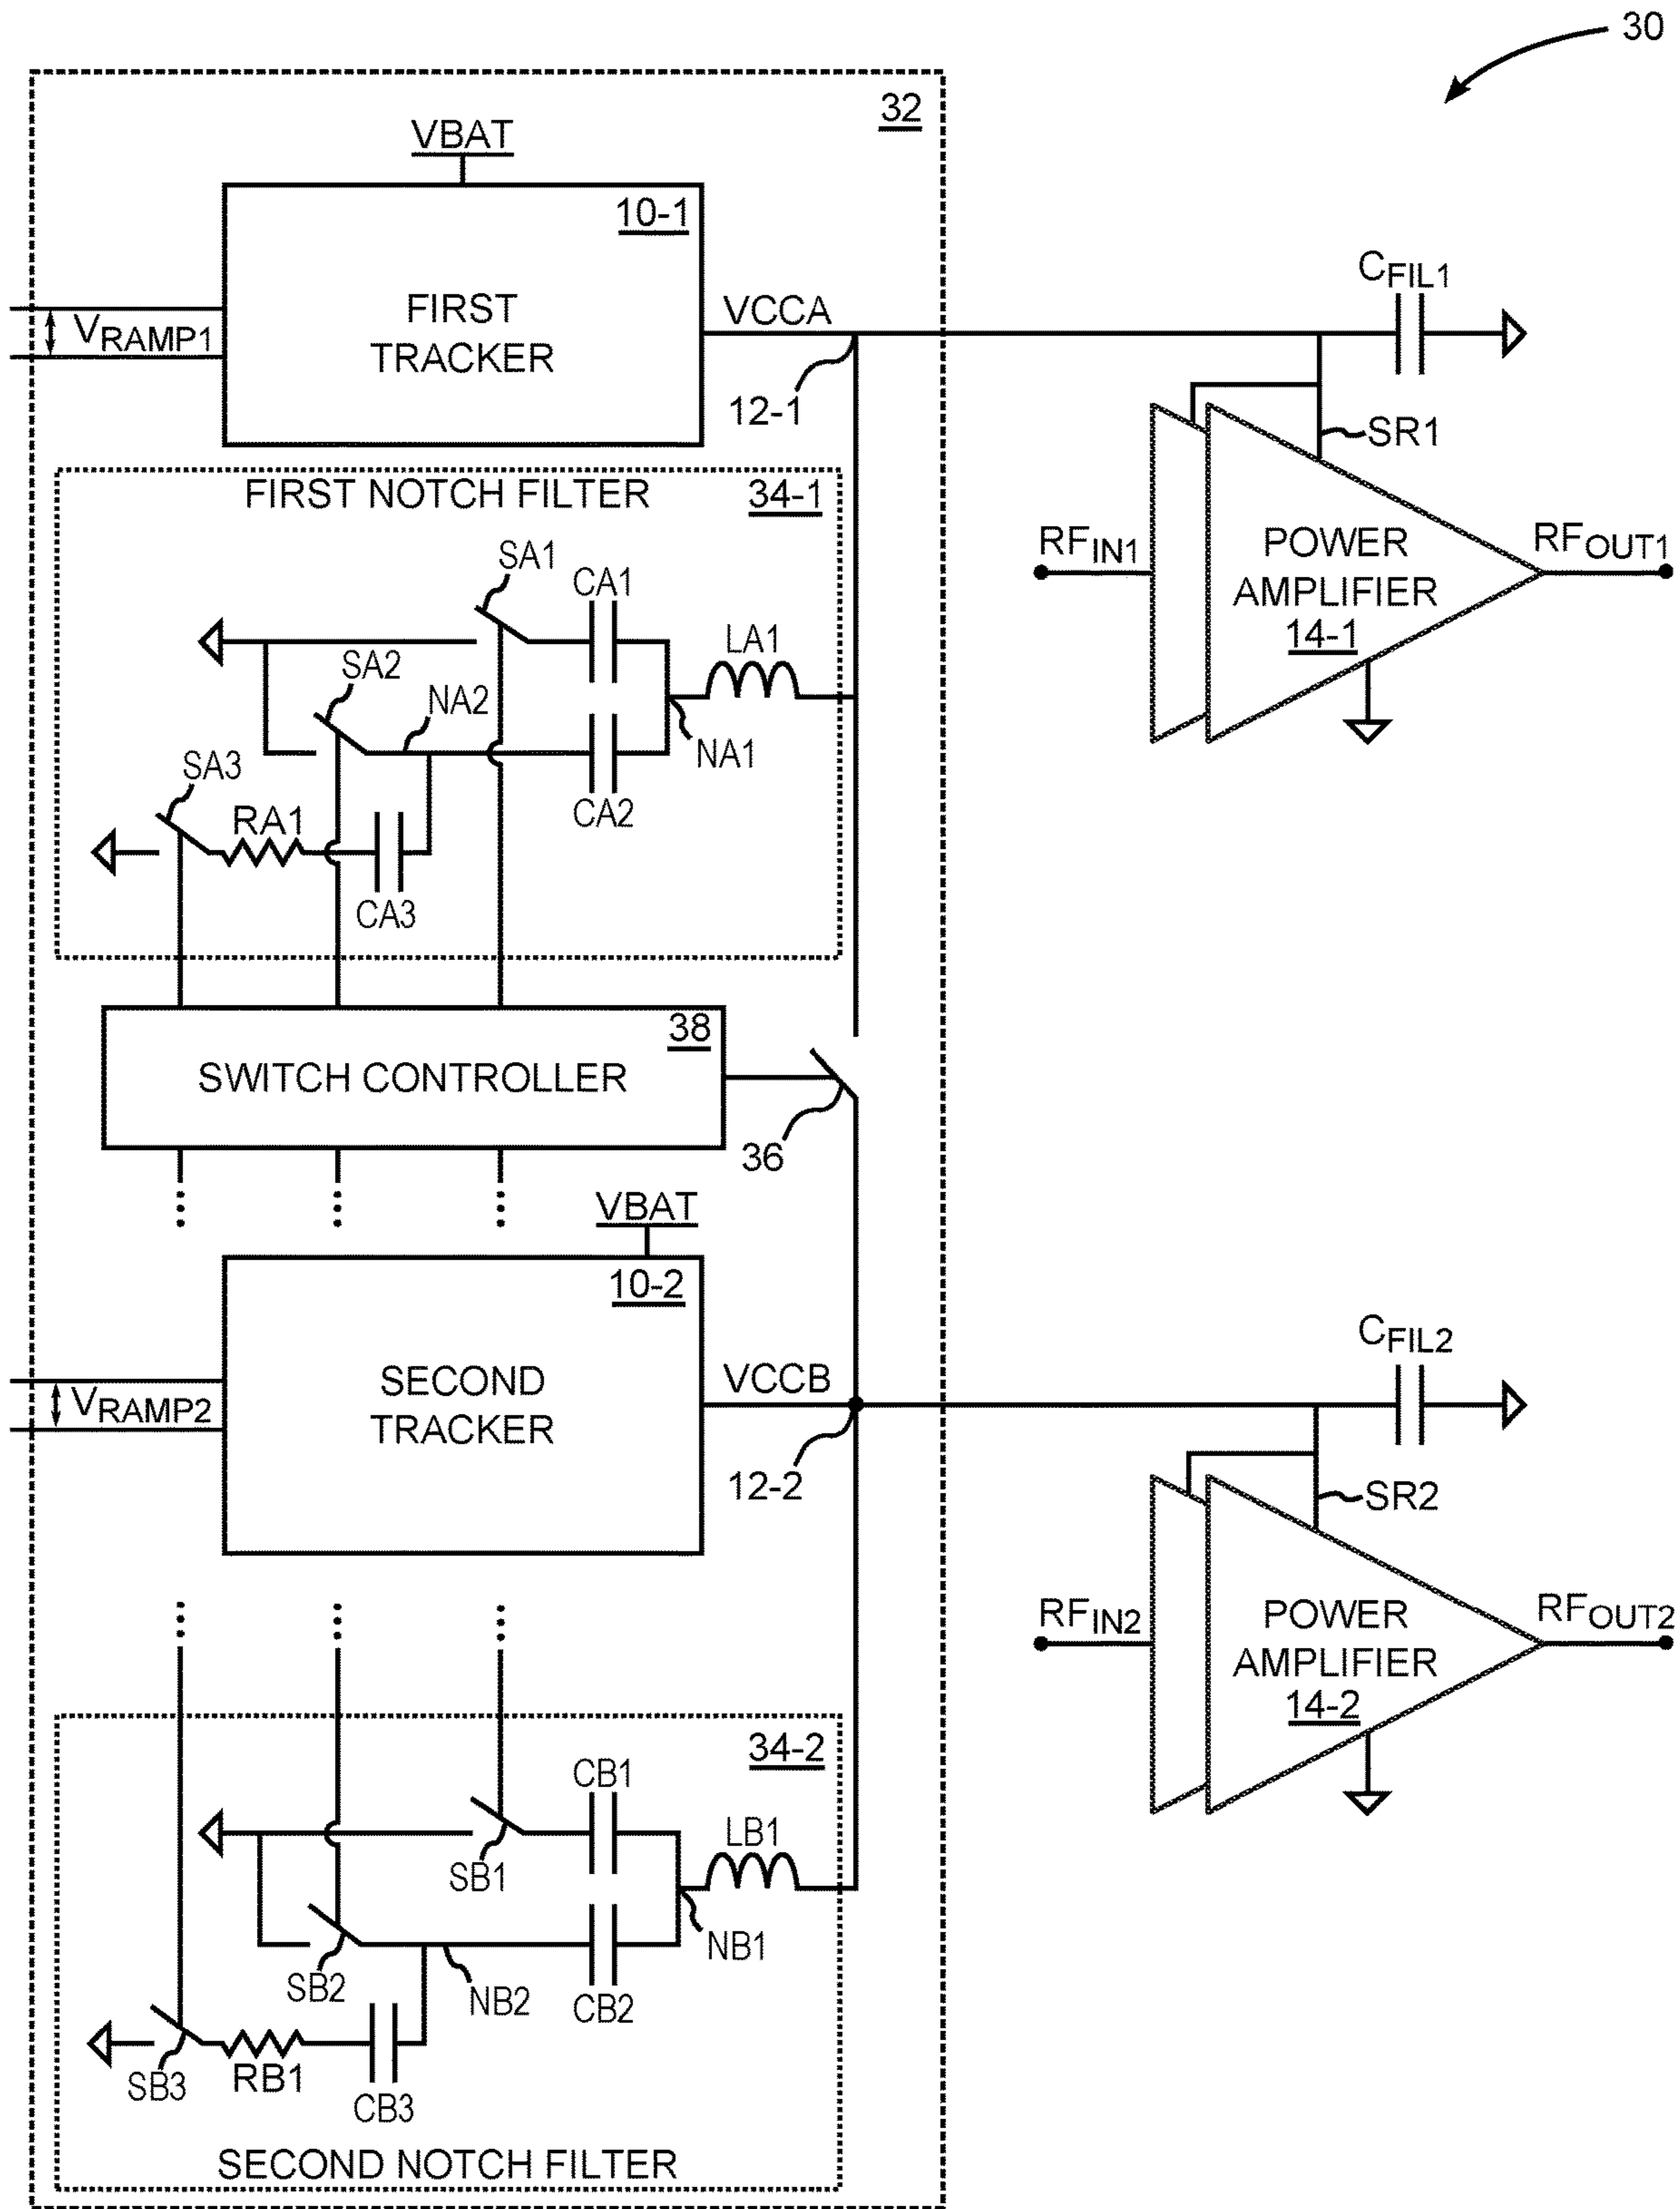 30
32
VBAT
10-1
FIRST
TRACKER
VRAMP1
VCCA
12-1
CFIL1
SR1
RFIN1
POWER
AMPLIFIER
14-1
RFOUT1
FIRST NOTCH FILTER
34-1
SA1
CA1
LA1
SA2
NA2
NA1
SA3
RA1
CA2
CA3
38
SWITCH CONTROLLER
36
VBAT
10-2
SECOND
TRACKER
VRAMP2
VCCB
12-2
CFIL2
SR2
RFIN2
POWER
AMPLIFIER
14-2
RFOUT2
34-2
CB1
LB1
SB1
NB1
SB2
NB2
CB2
SB3
RB1
CB3
SECOND NOTCH FILTER